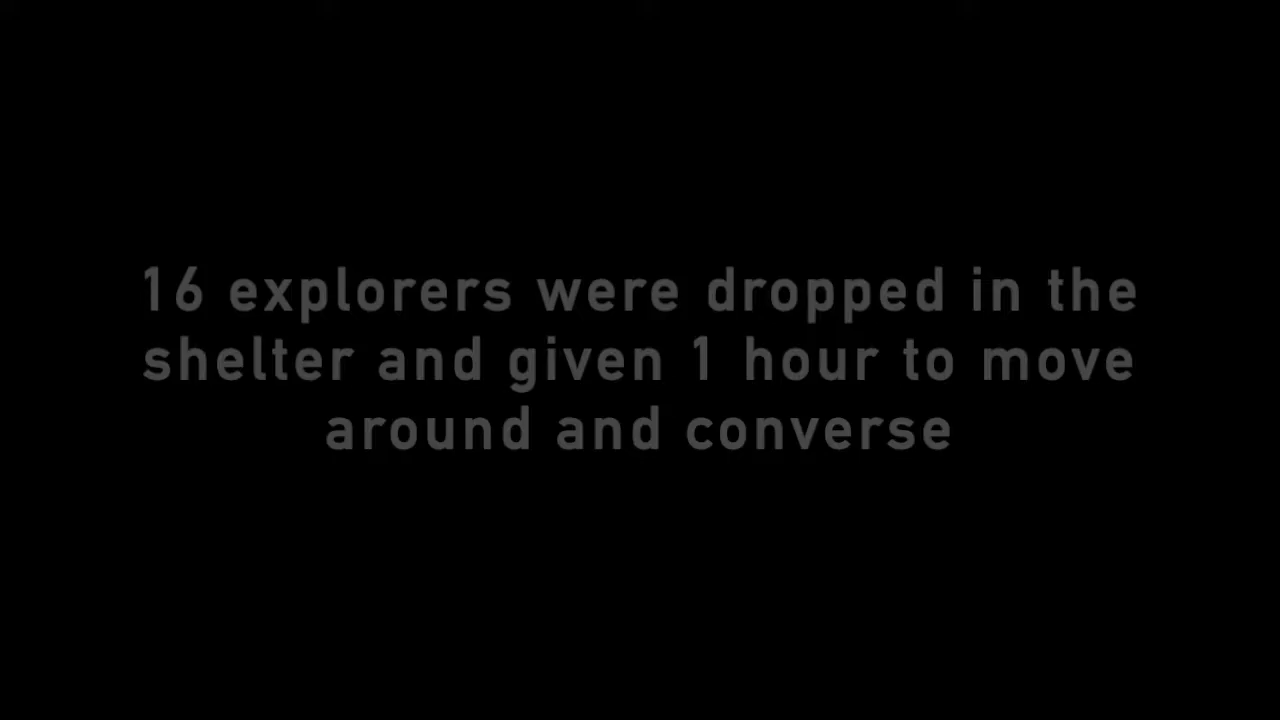 16 explorers were dropped in the
shelter and given 1 hour to move
around and converse